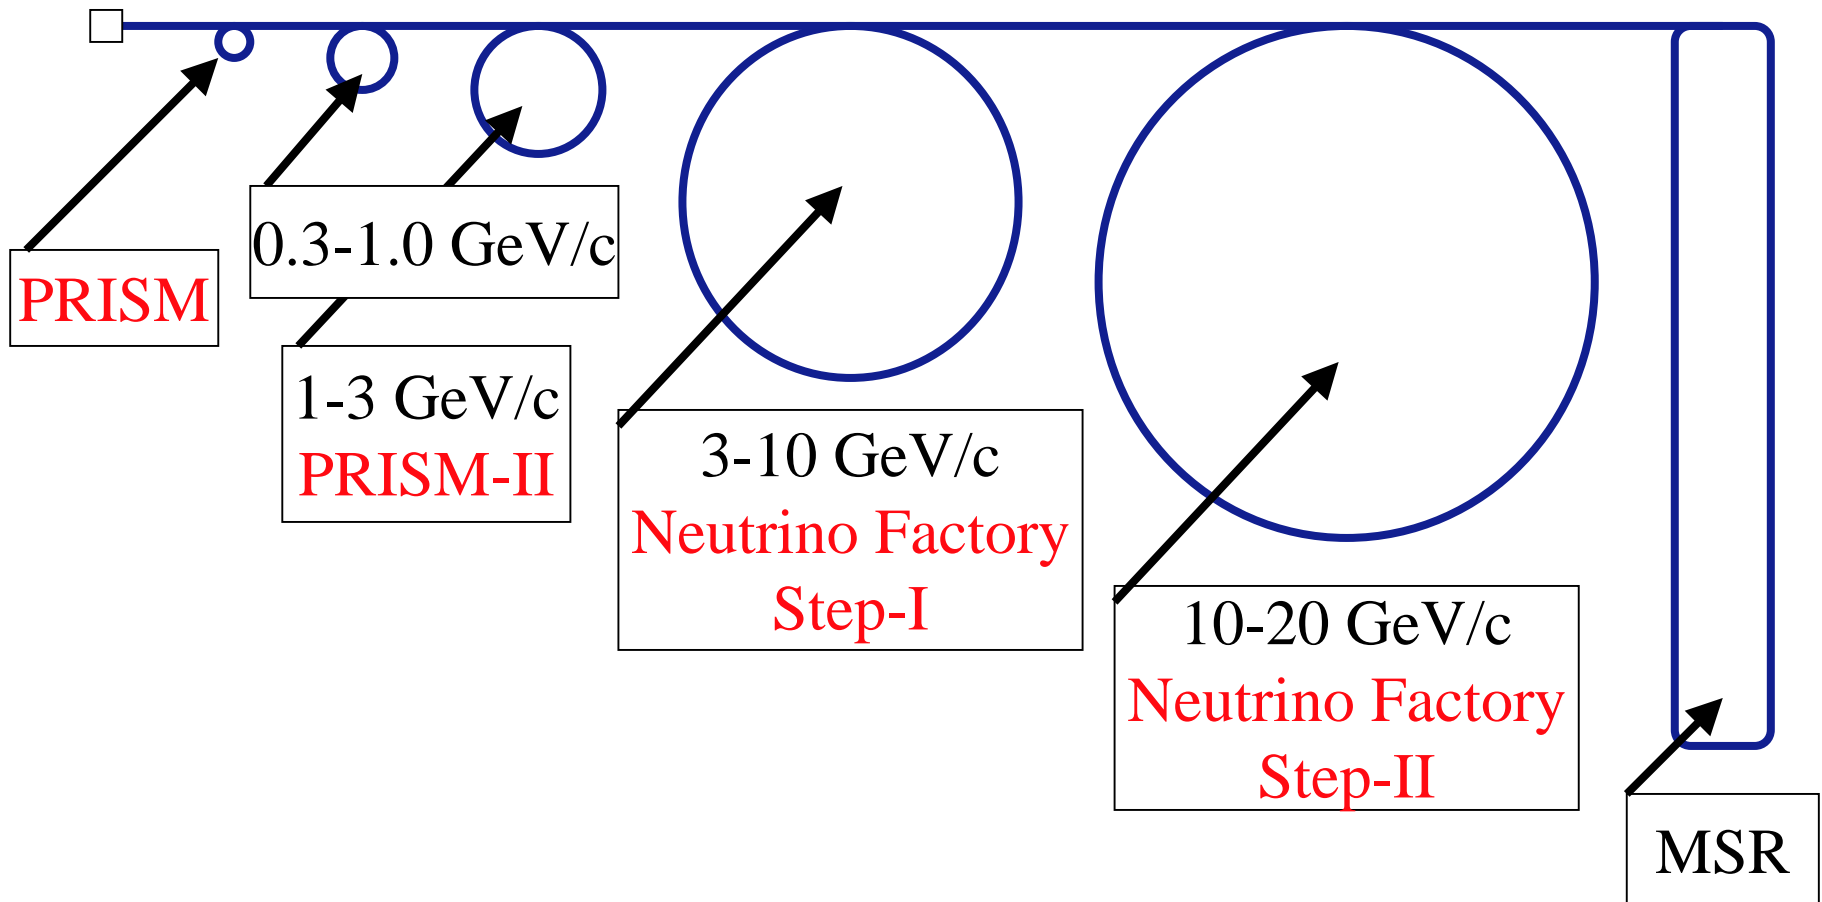 PRISM
0.3-1.0 GeV/c
1-3 GeV/c
PRISM-II
3-10 GeV/c
Neutrino Factory
Step-I
10-20 GeV/c
Neutrino Factory
Step-II
MSR